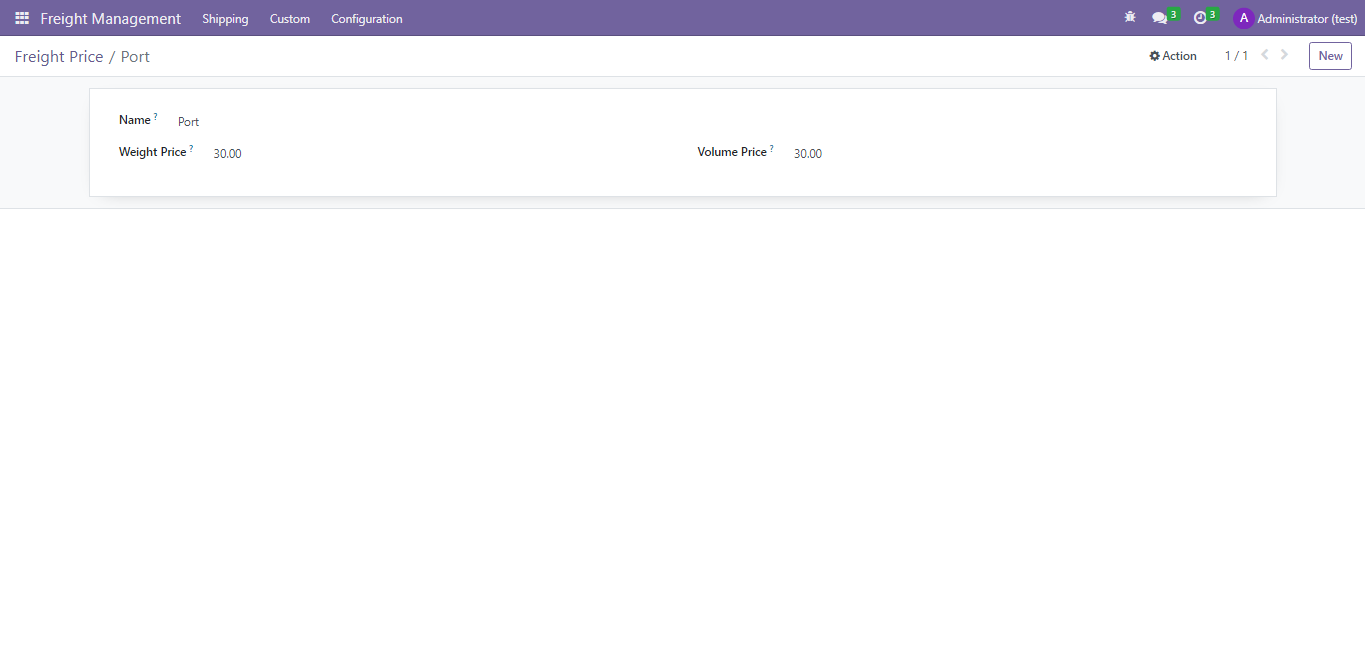 Freight Management Shipping Custom Configuration 3 3 A Administrator (test)
Freight Price / Port Action 1 / 1 New
Name ? Port
Weight Price ? 30.00 Volume Price ? 30.00